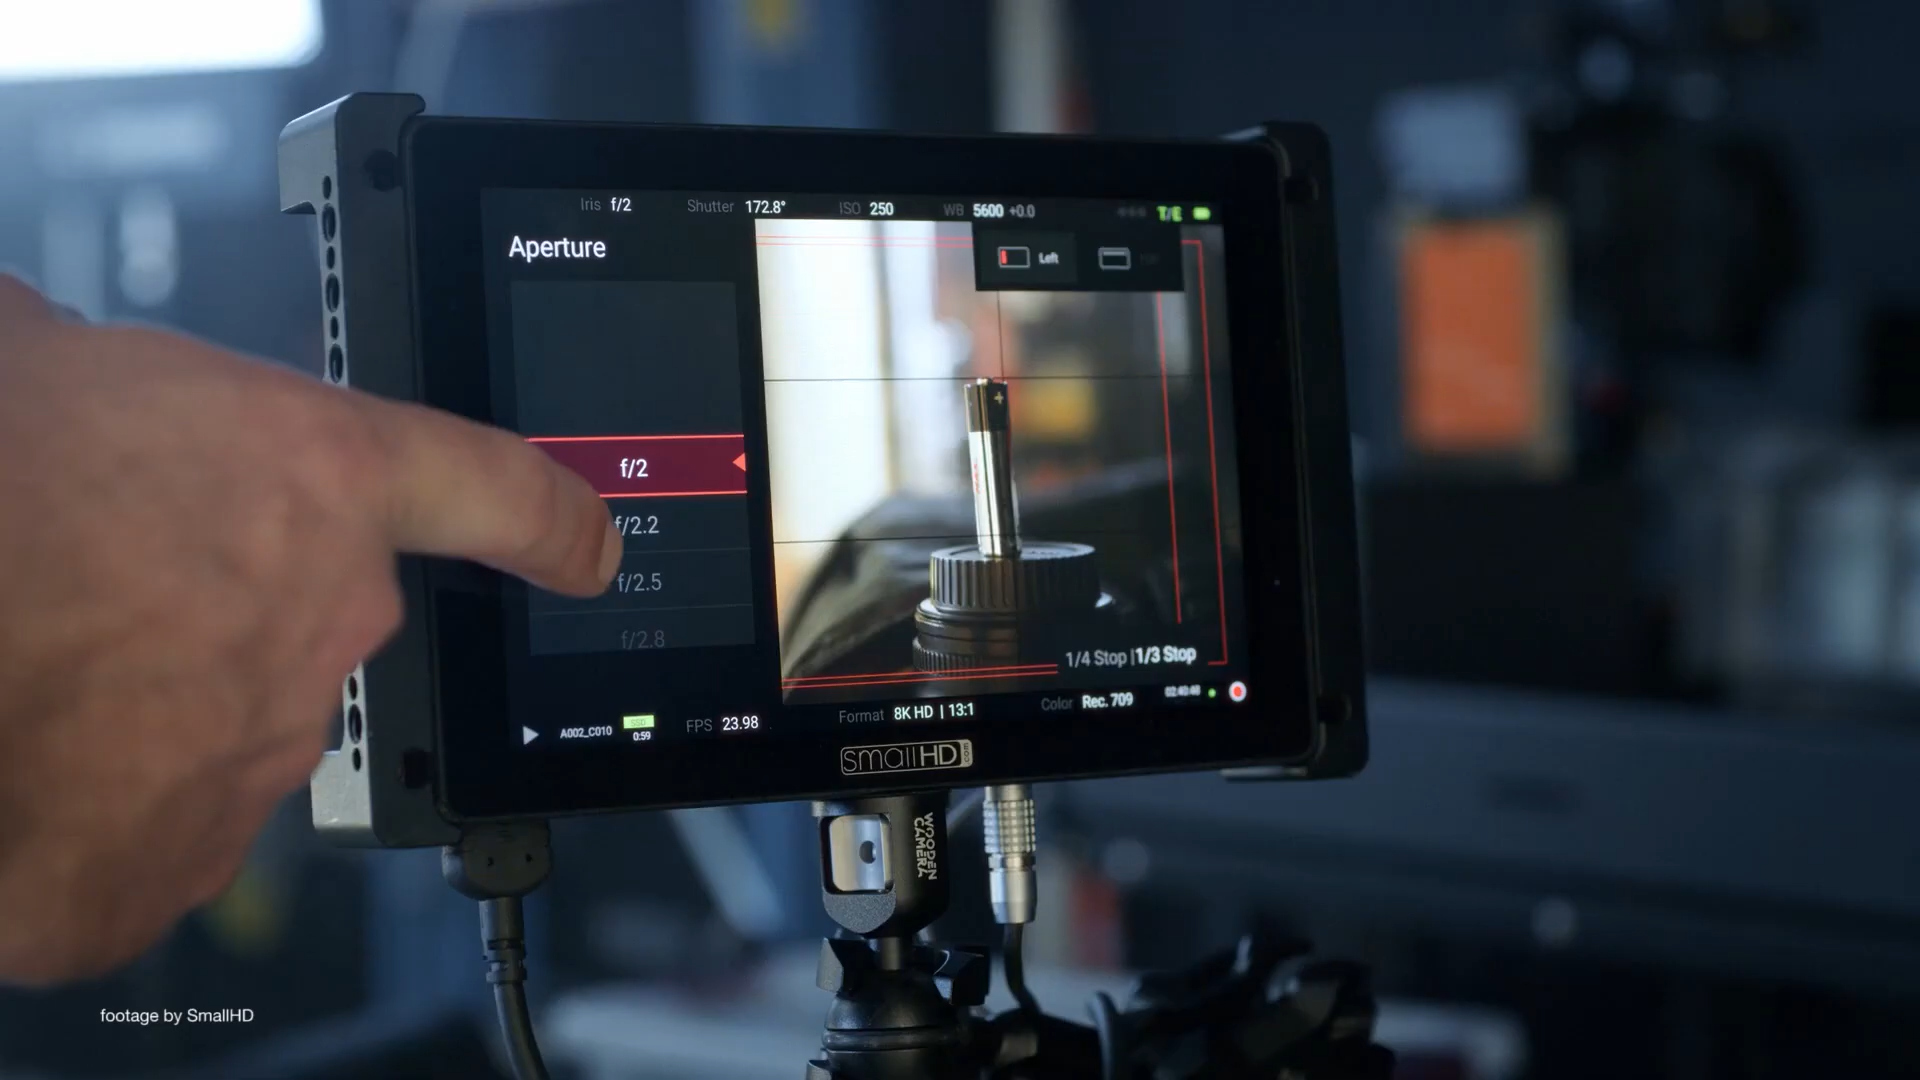 Iris f/2 Shutter 172.8° ISO 250 WB 5600 +0.0 T/E
Aperture
Left
f/2
f/2.2
f/2.5
f/2.8
+
1/4 Stop | 1/3 Stop
A002_C010 SSD 0:59 FPS 23.98 Format 8K HD | 13:1 Color Rec. 709
smallHD
WOODEN
CAMERA
footage by SmallHD